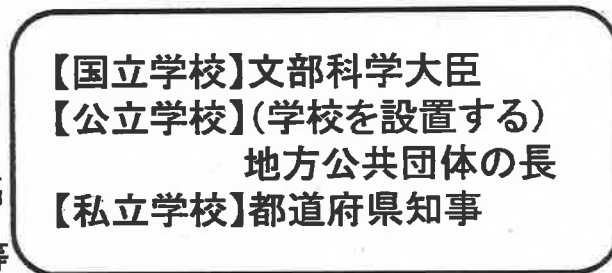 【国立学校】文部科学大臣
【公立学校】(学校を設置する)
地方公共団体の長
【私立学校】都道府県知事
等